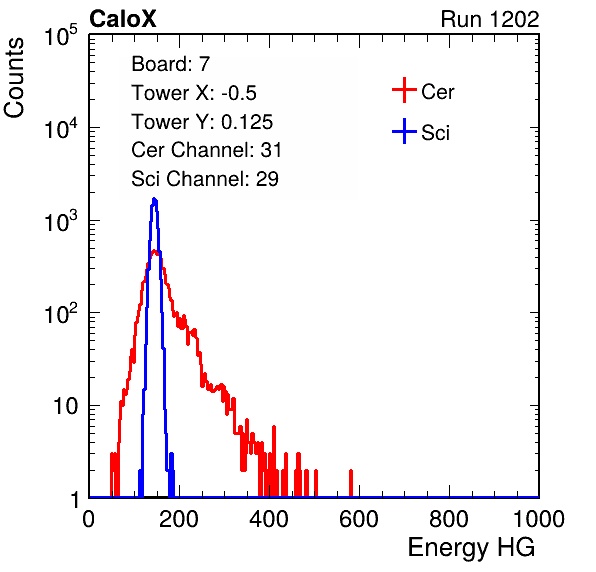 CaloX Run 1202
Counts
Board: 7
Tower X: -0.5
Tower Y: 0.125
Cer Channel: 31
Sci Channel: 29
Cer
Sci
10^5
10^4
10^3
10^2
10
1
0 200 400 600 800 1000
Energy HG